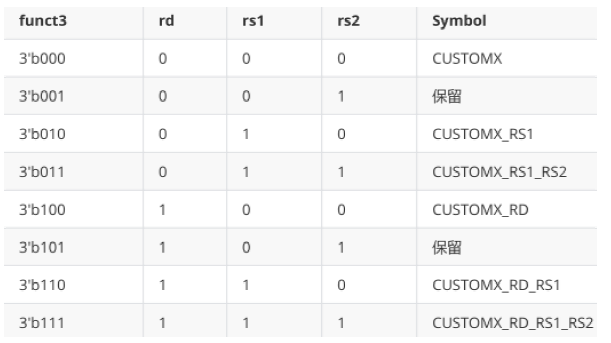 funct3 rd rs1 rs2 Symbol
3'b000 0 0 0 CUSTOMX
3'b001 0 0 1 保留
3'b010 0 1 0 CUSTOMX_RS1
3'b011 0 1 1 CUSTOMX_RS1_RS2
3'b100 1 0 0 CUSTOMX_RD
3'b101 1 0 1 保留
3'b110 1 1 0 CUSTOMX_RD_RS1
3'b111 1 1 1 CUSTOMX_RD_RS1_RS2